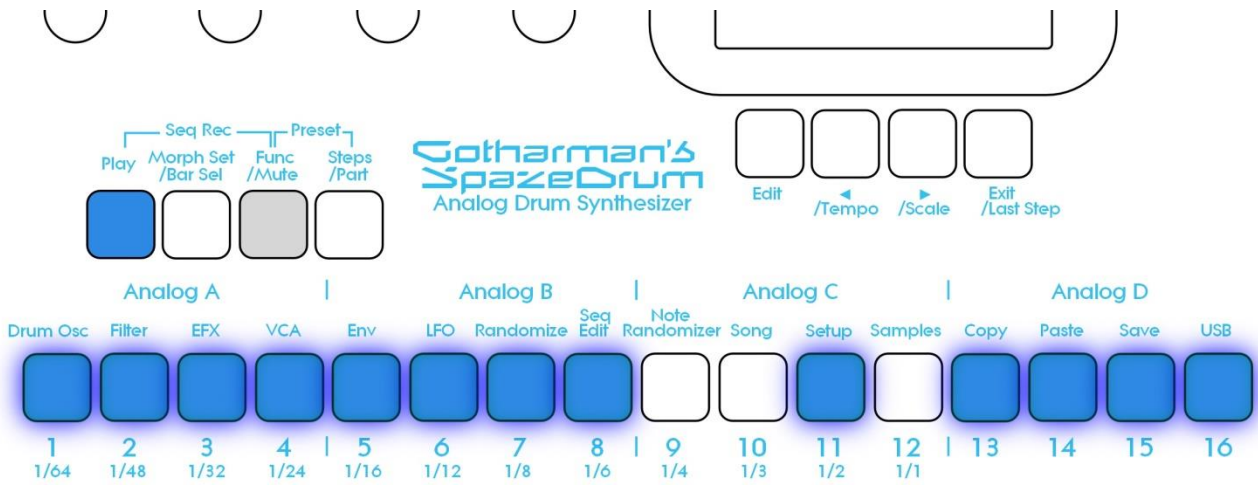 Seq Rec Preset
Play Morph Set Func Steps
/Bar Sel /Mute /Part
Gotharman's
SpazeDrum
Analog Drum Synthesizer
Edit ◄ ► Exit
/Tempo /Scale /Last Step
Analog A | Analog B | Analog C | Analog D
Seq Note
Drum Osc Filter EFX VCA Env LFO Randomize Edit Randomizer Song Setup Samples Copy Paste Save USB
1 2 3 4 | 5 6 7 8 | 9 10 11 12 | 13 14 15 16
1/64 1/48 1/32 1/24 1/16 1/12 1/8 1/6 1/4 1/3 1/2 1/1